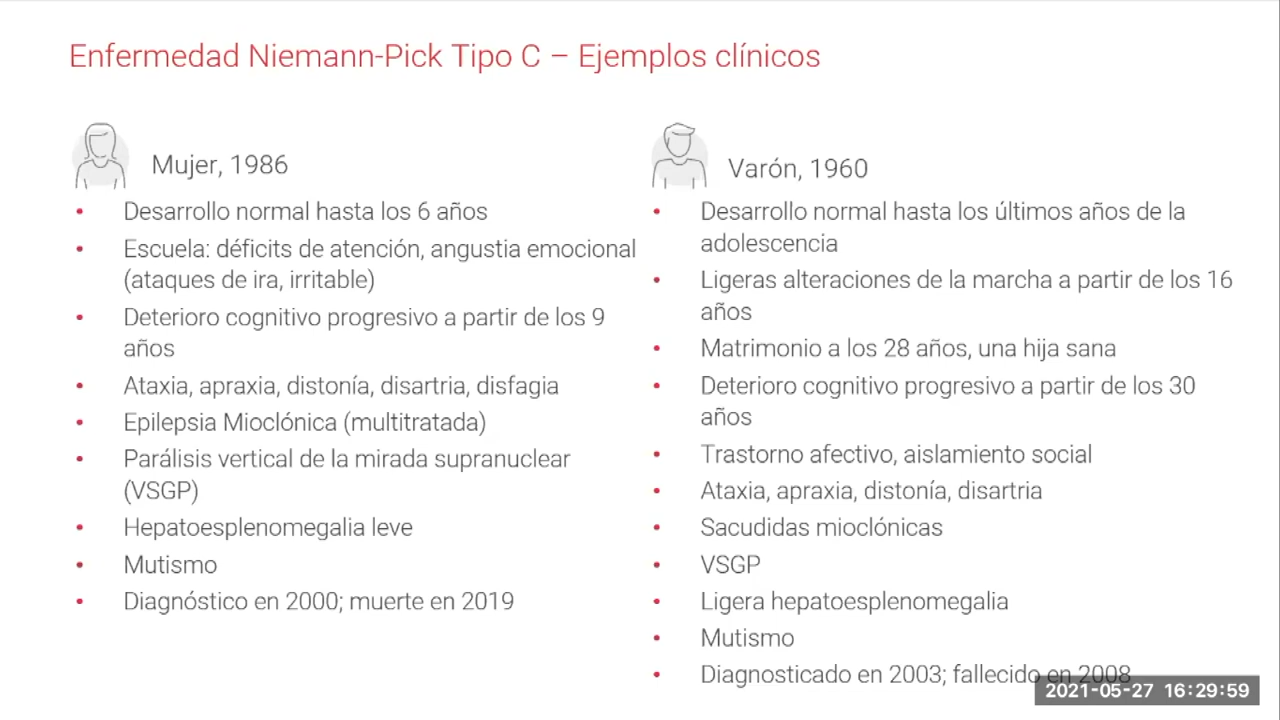 Enfermedad Niemann-Pick Tipo C – Ejemplos clínicos
Mujer, 1986
• Desarrollo normal hasta los 6 años
• Escuela: déficits de atención, angustia emocional
(ataques de ira, irritable)
• Deterioro cognitivo progresivo a partir de los 9
años
• Ataxia, apraxia, distonía, disartria, disfagia
• Epilepsia Mioclónica (multitratada)
• Parálisis vertical de la mirada supranuclear
(VSGP)
• Hepatoesplenomegalia leve
• Mutismo
• Diagnóstico en 2000; muerte en 2019
Varón, 1960
• Desarrollo normal hasta los últimos años de la
adolescencia
• Ligeras alteraciones de la marcha a partir de los 16
años
• Matrimonio a los 28 años, una hija sana
• Deterioro cognitivo progresivo a partir de los 30
años
• Trastorno afectivo, aislamiento social
• Ataxia, apraxia, distonía, disartria
• Sacudidas mioclónicas
• VSGP
• Ligera hepatoesplenomegalia
• Mutismo
• Diagnosticado en 2003; fallecido en 2008
2021-05-27 16:29:59